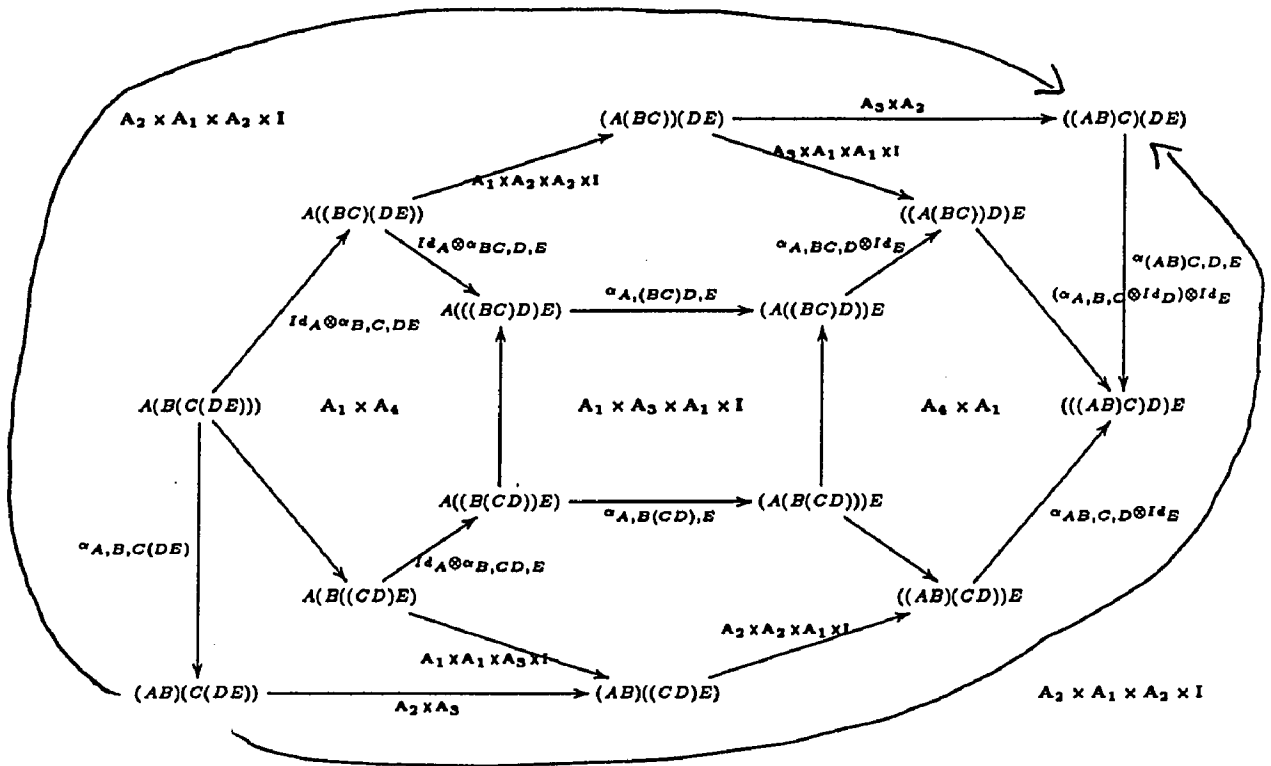 A₃ × A₂
A₂ × A₁ × A₂ × I
(A(BC))(DE)
((AB)C)(DE)
A₃×A₁×A₁×I
A₁×A₂×A₂×I
A((BC)(DE))
((A(BC))D)E
Id_A⊗α_{BC,D,E}
α_{A,BC,D}⊗Id_E
α_{(AB)C,D,E}
α_{A,(BC)D,E}
(α_{A,B,C}⊗Id_D)⊗Id_E
A(((BC)D)E)
(A((BC)D))E
Id_A⊗α_{B,C,DE}
A(B(C(DE)))
A₁ × A₄
A₁ × A₃ × A₁ × I
A₄ × A₁
(((AB)C)D)E
A((B(CD))E)
(A(B(CD)))E
α_{A,B(CD),E}
α_{AB,C,D}⊗Id_E
α_{A,B,C(DE)}
Id_A⊗α_{B,CD,E}
A(B((CD)E)
((AB)(CD))E
A₂×A₂×A₁×I
A₁×A₁×A₃×I
(AB)(C(DE))
(AB)((CD)E)
A₂ × A₁ × A₂ × I
A₂×A₃